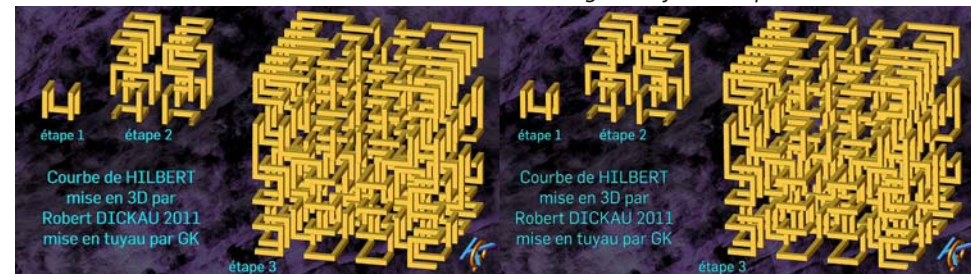 étape 1
étape 2
Courbe de HILBERT
mise en 3D par
Robert DICKAU 2011
mise en tuyau par GK
étape 3
étape 1
étape 2
Courbe de HILBERT
mise en 3D par
Robert DICKAU 2011
mise en tuyau par GK
étape 3